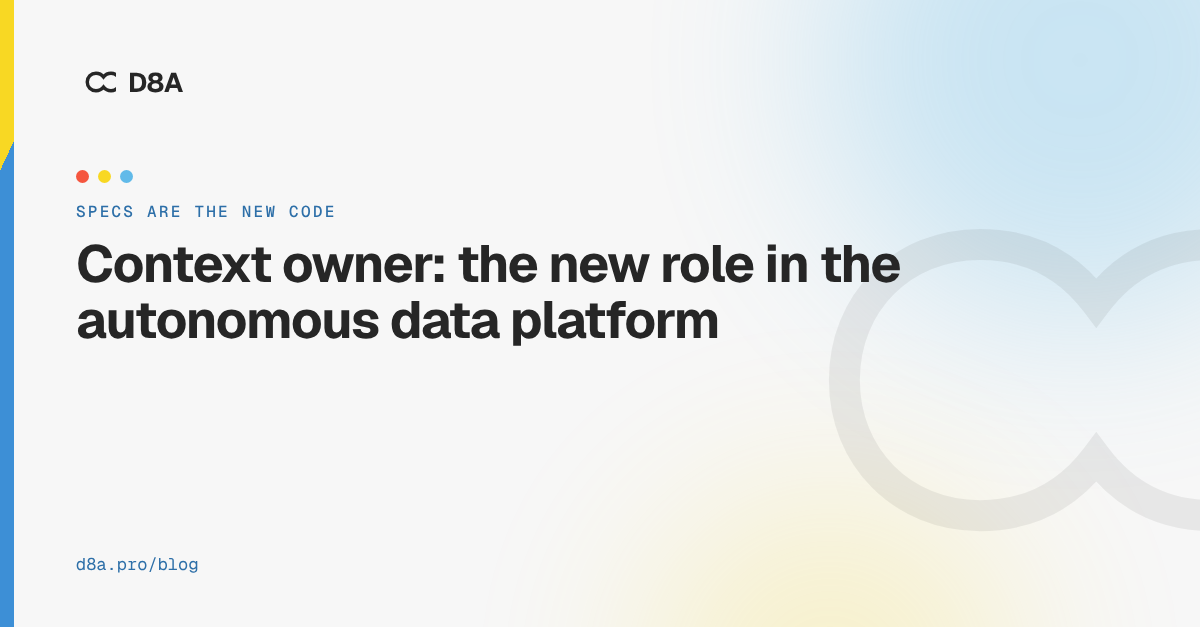 D8A
SPECS ARE THE NEW CODE
Context owner: the new role in the
autonomous data platform
d8a.pro/blog